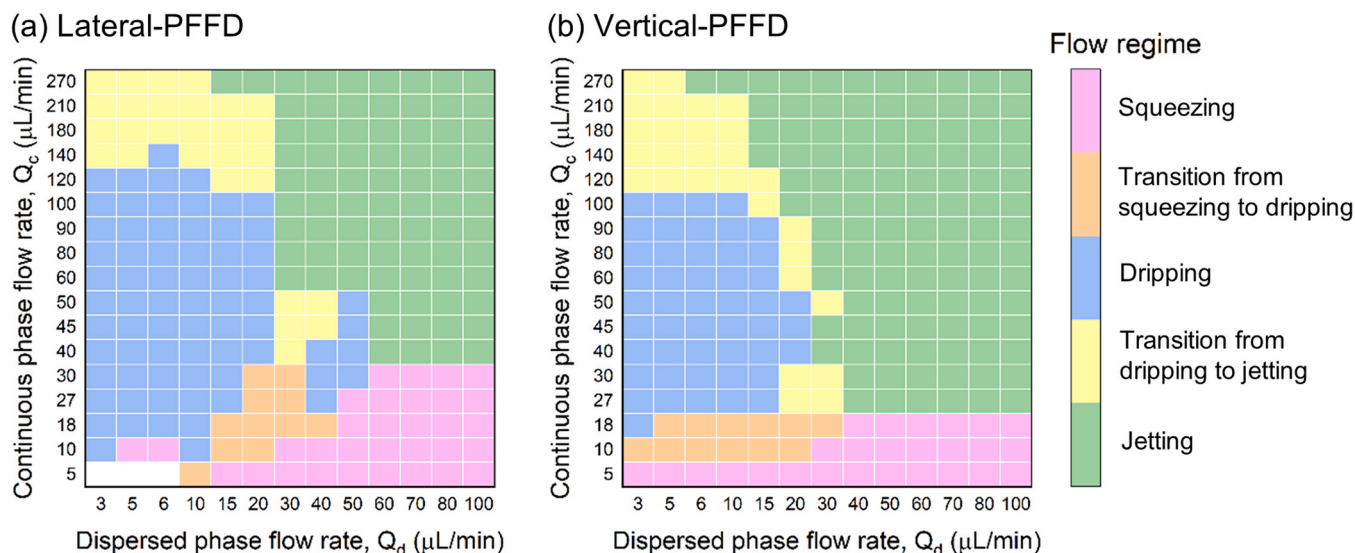 (a) Lateral-PFFD
Continuous phase flow rate, Qc (μL/min)
270
210
180
140
120
100
90
80
60
50
45
40
30
27
18
10
5
3 5 6 10 15 20 30 40 50 60 70 80 100
Dispersed phase flow rate, Qd (μL/min)
(b) Vertical-PFFD
Continuous phase flow rate, Qc (μL/min)
270
210
180
140
120
100
90
80
60
50
45
40
30
27
18
10
5
3 5 6 10 15 20 30 40 50 60 70 80 100
Dispersed phase flow rate, Qd (μL/min)
Flow regime
Squeezing
Transition from
squeezing to dripping
Dripping
Transition from
dripping to jetting
Jetting